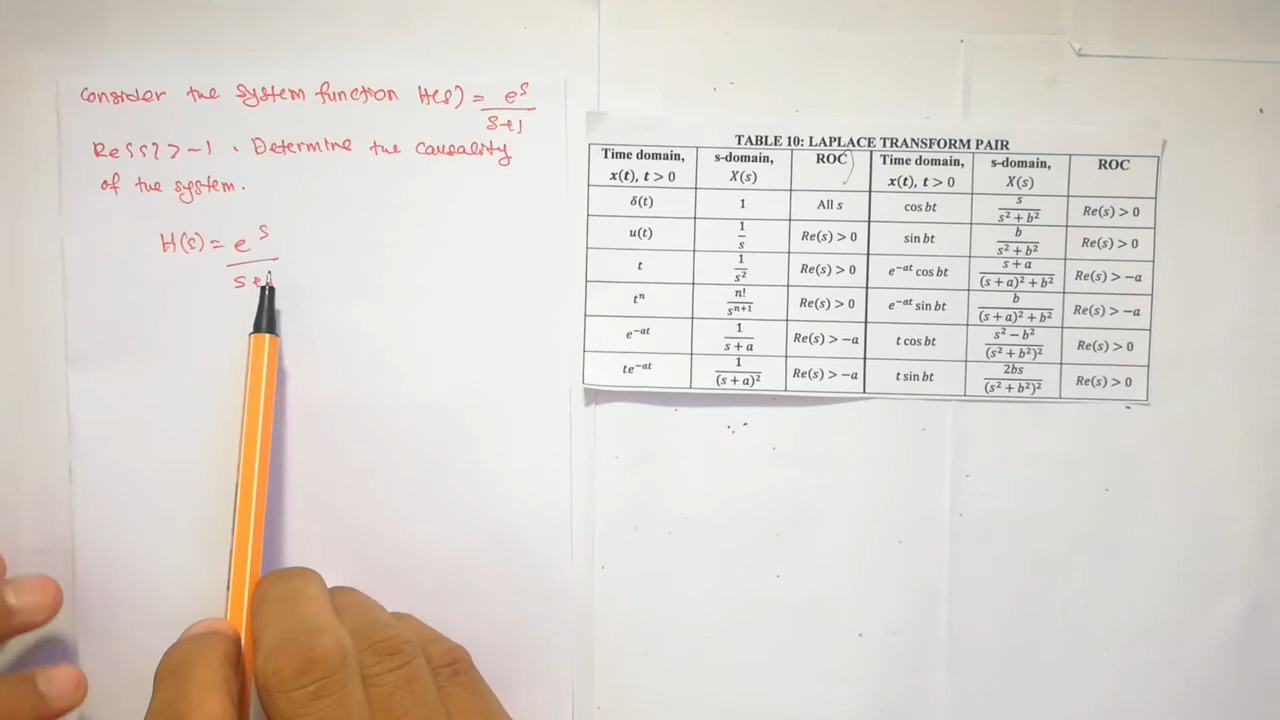 Consider the system function H(s) = e^s / s+1
Re{s} > -1 . Determine the causality
of the system.
H(s) = e^s / s+1
TABLE 10: LAPLACE TRANSFORM PAIR
Time domain, x(t), t > 0 | s-domain, X(s) | ROC | Time domain, x(t), t > 0 | s-domain, X(s) | ROC
δ(t) | 1 | All s | cos bt | s / s² + b² | Re(s) > 0
u(t) | 1 / s | Re(s) > 0 | sin bt | b / s² + b² | Re(s) > 0
t | 1 / s² | Re(s) > 0 | e^−at cos bt | s + a / (s + a)² + b² | Re(s) > −a
t^n | n! / s^n+1 | Re(s) > 0 | e^−at sin bt | b / (s + a)² + b² | Re(s) > −a
e^−at | 1 / s + a | Re(s) > −a | t cos bt | s² − b² / (s² + b²)² | Re(s) > 0
te^−at | 1 / (s + a)² | Re(s) > −a | t sin bt | 2bs / (s² + b²)² | Re(s) > 0